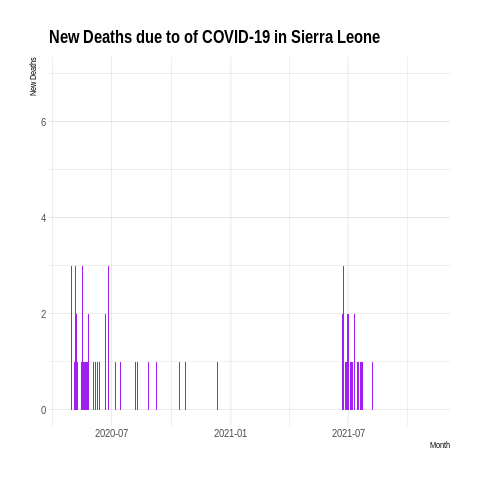 New Deaths due to of COVID-19 in Sierra Leone
New Deaths
6
4
2
0
2020-07
2021-01
2021-07
Month